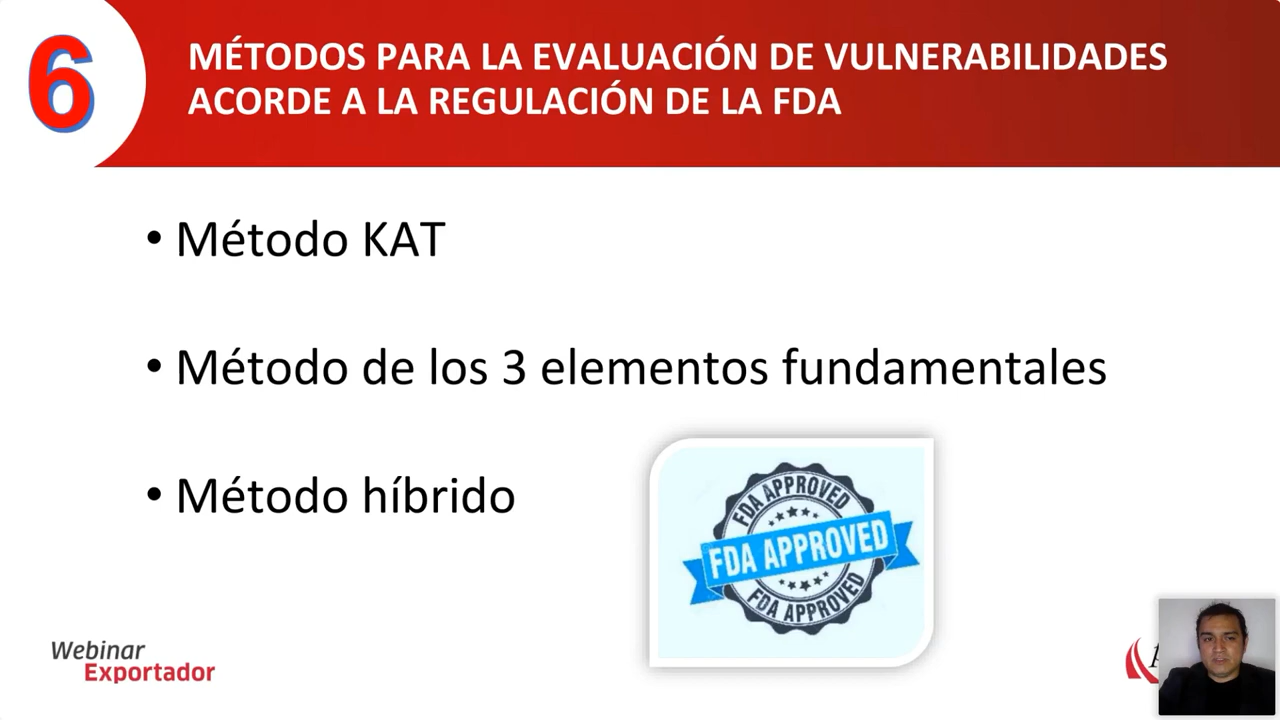 6
MÉTODOS PARA LA EVALUACIÓN DE VULNERABILIDADES
ACORDE A LA REGULACIÓN DE LA FDA
• Método KAT
• Método de los 3 elementos fundamentales
• Método híbrido
FDA APPROVED
FDA APPROVED
FDA APPROVED
Webinar
Exportador